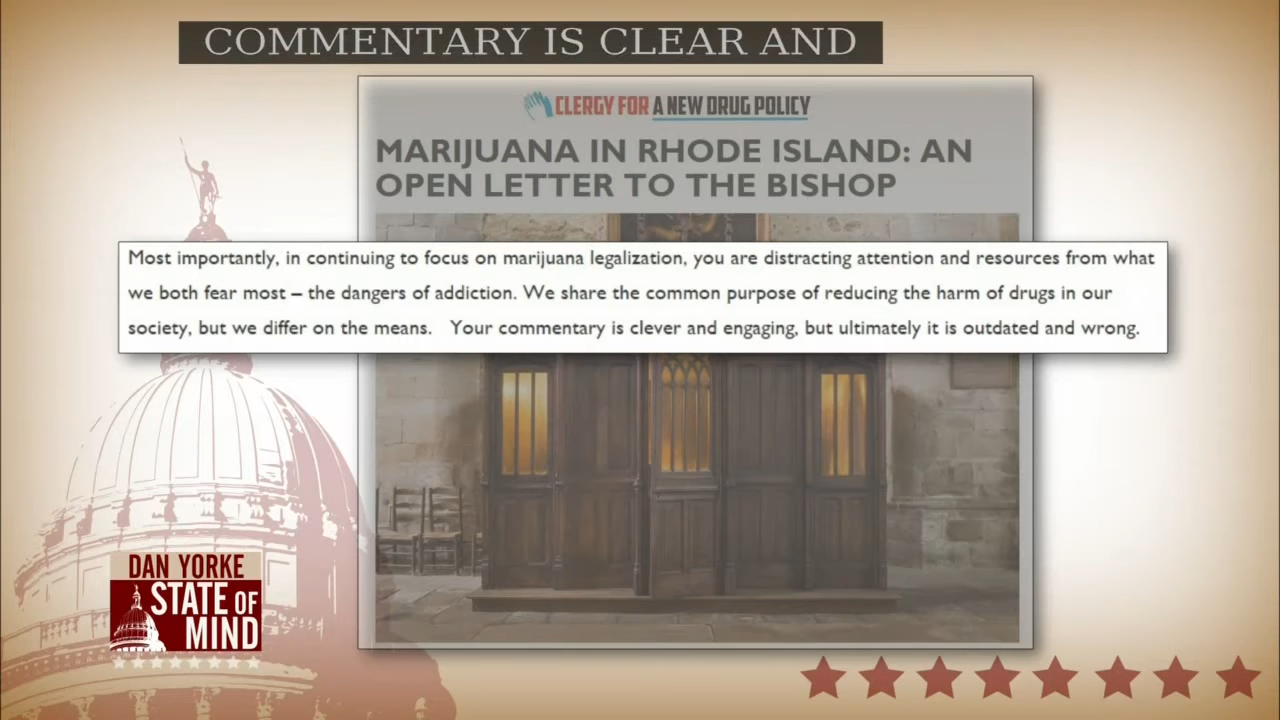 COMMENTARY IS CLEAR AND
CLERGY FOR A NEW DRUG POLICY
MARIJUANA IN RHODE ISLAND: AN
OPEN LETTER TO THE BISHOP
Most importantly, in continuing to focus on marijuana legalization, you are distracting attention and resources from what
we both fear most – the dangers of addiction. We share the common purpose of reducing the harm of drugs in our
society, but we differ on the means. Your commentary is clever and engaging, but ultimately it is outdated and wrong.
DAN YORKE
STATE OF
MIND